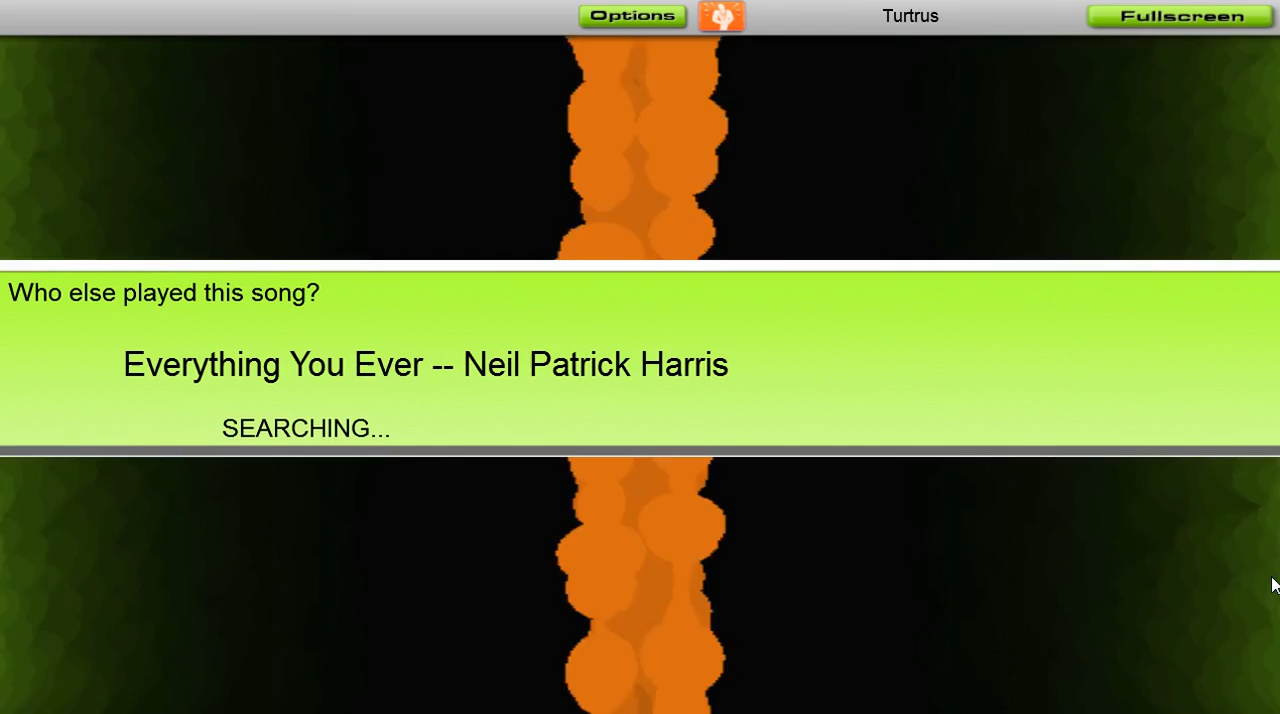 Options
Turtrus
Fullscreen
Who else played this song?
Everything You Ever -- Neil Patrick Harris
SEARCHING...